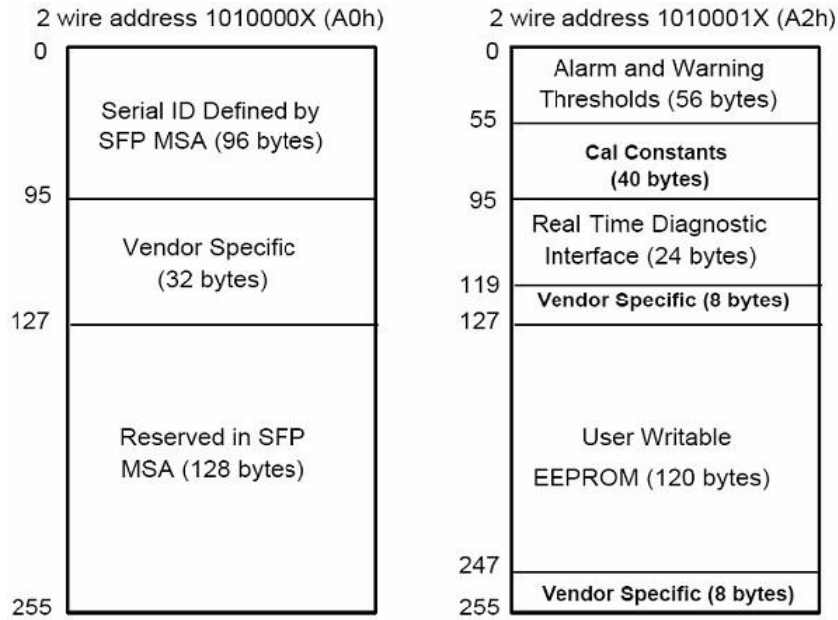 2 wire address 1010000X (A0h)
0
Serial ID Defined by
SFP MSA (96 bytes)
95
Vendor Specific
(32 bytes)
127
Reserved in SFP
MSA (128 bytes)
255
2 wire address 1010001X (A2h)
0
Alarm and Warning
Thresholds (56 bytes)
55
Cal Constants
(40 bytes)
95
Real Time Diagnostic
Interface (24 bytes)
119
Vendor Specific (8 bytes)
127
User Writable
EEPROM (120 bytes)
247
Vendor Specific (8 bytes)
255